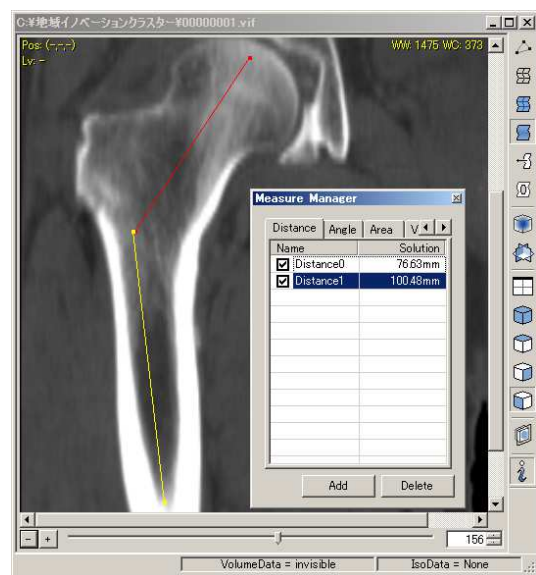 C:¥地域イノベーションクラスター¥00000001.vif
Pos: (-,-,-)
WW: 1475 WC: 373
Lv: -
Measure Manager
Distance Angle Area V
Name Solution
Distance0 76.63mm
Distance1 100.48mm
Add Delete
- + 156
VolumeData = invisible IsoData = None